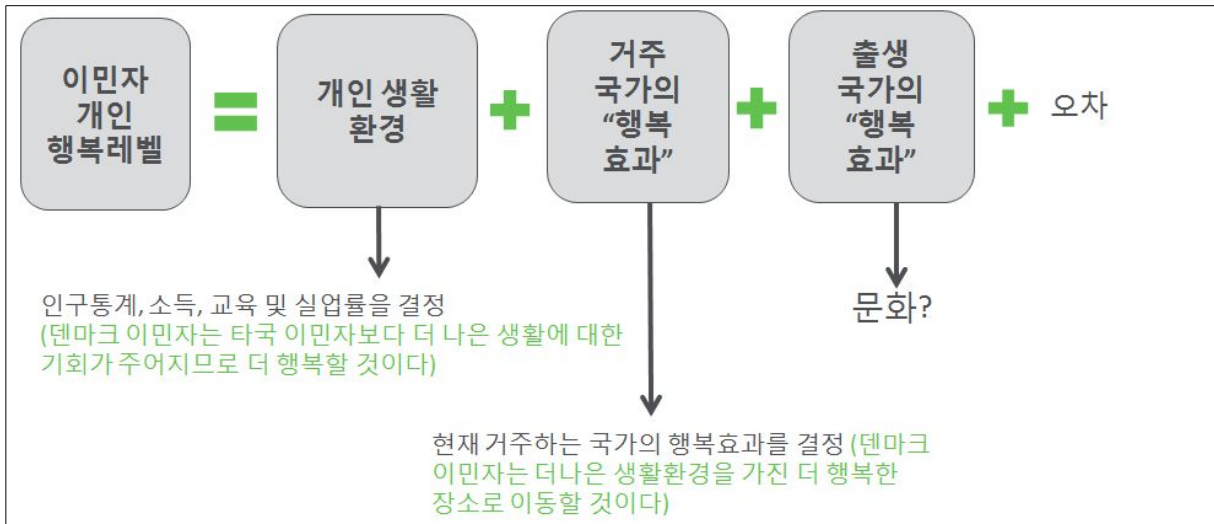 이민자
개인
행복레벨
=
개인 생활
환경
+
거주
국가의
“행복
효과”
+
출생
국가의
“행복
효과”
+
오차
인구통계, 소득, 교육 및 실업률을 결정
(덴마크 이민자는 타국 이민자보다 더 나은 생활에 대한
기회가 주어지므로 더 행복할 것이다)
문화?
현재 거주하는 국가의 행복효과를 결정 (덴마크
이민자는 더나은 생활환경을 가진 더 행복한
장소로 이동할 것이다)